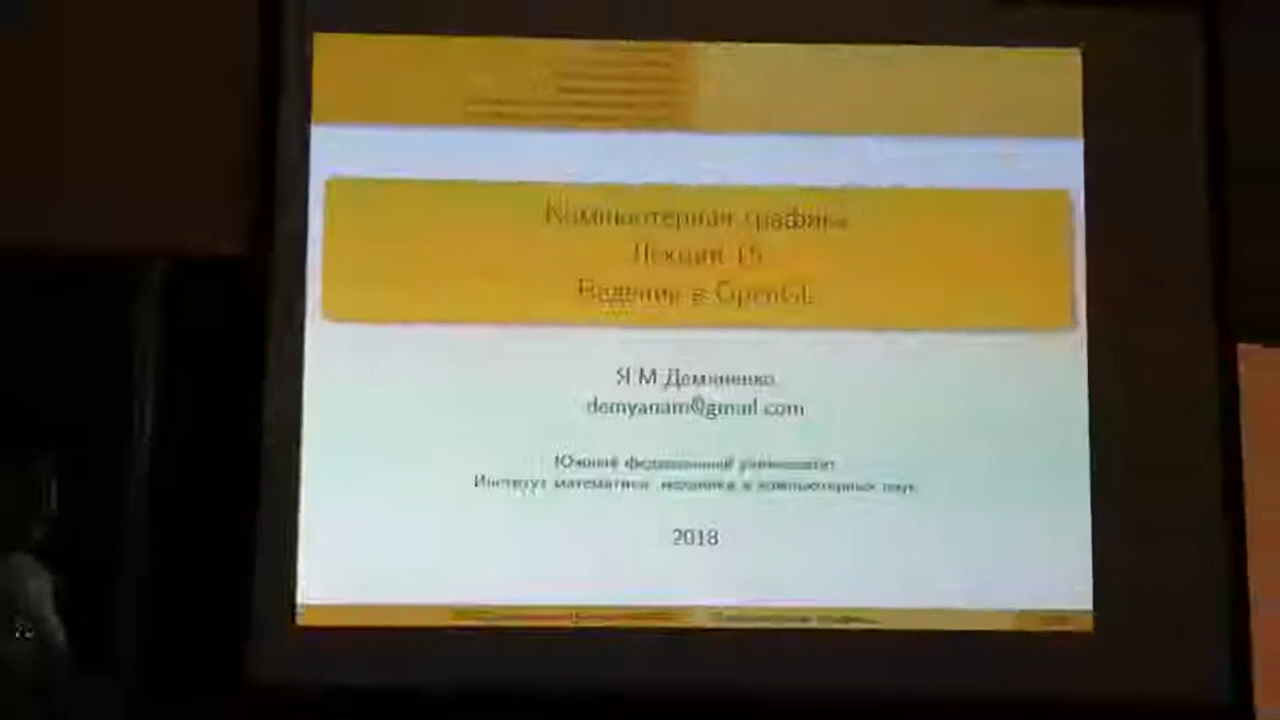 Компьютерная графика
Лекция 15
Введение в OpenGL
Я.М.Демяненко
demyanam@gmail.com
Южный федеральный университет
Институт математики, механики и компьютерных наук
2018